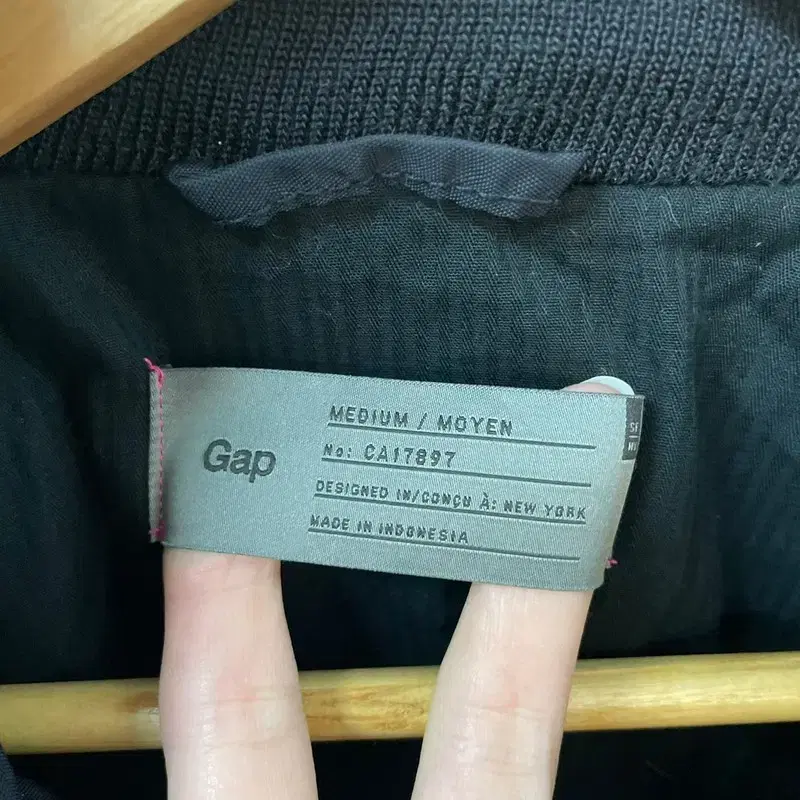 Gap
MEDIUM / MOYEN
No: CA17897
DESIGNED IN/CONÇU À: NEW YORK
MADE IN INDONESIA